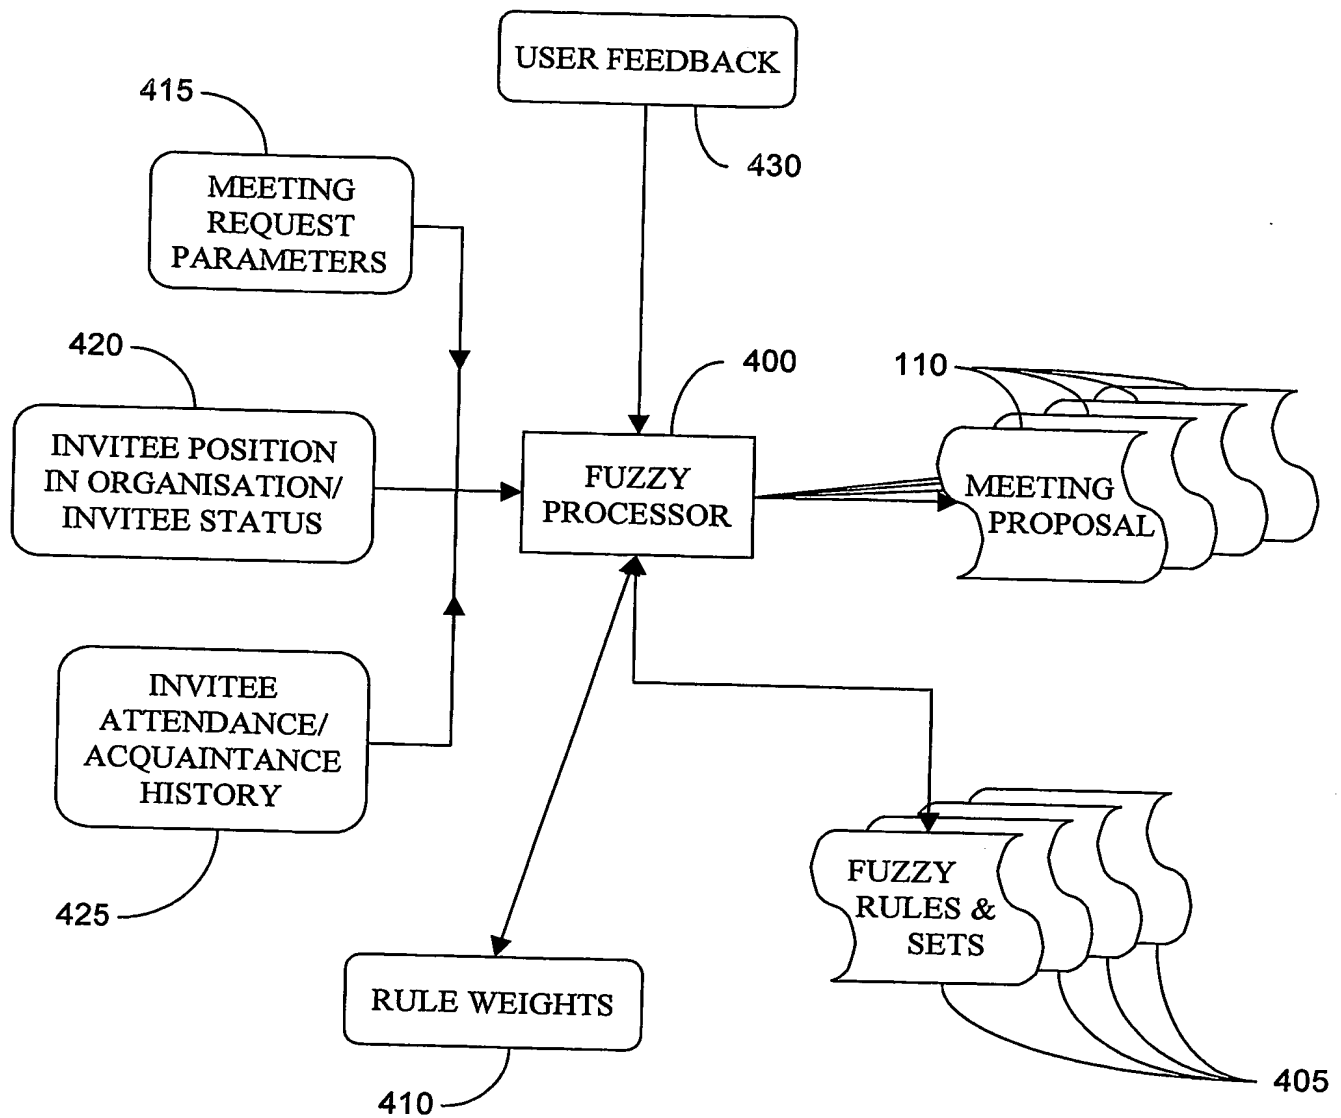 USER FEEDBACK
430
415
MEETING
REQUEST
PARAMETERS
420
INVITEE POSITION
IN ORGANISATION/
INVITEE STATUS
400
FUZZY
PROCESSOR
110
MEETING
PROPOSAL
INVITEE
ATTENDANCE/
ACQUAINTANCE
HISTORY
425
RULE WEIGHTS
410
FUZZY
RULES &
SETS
405